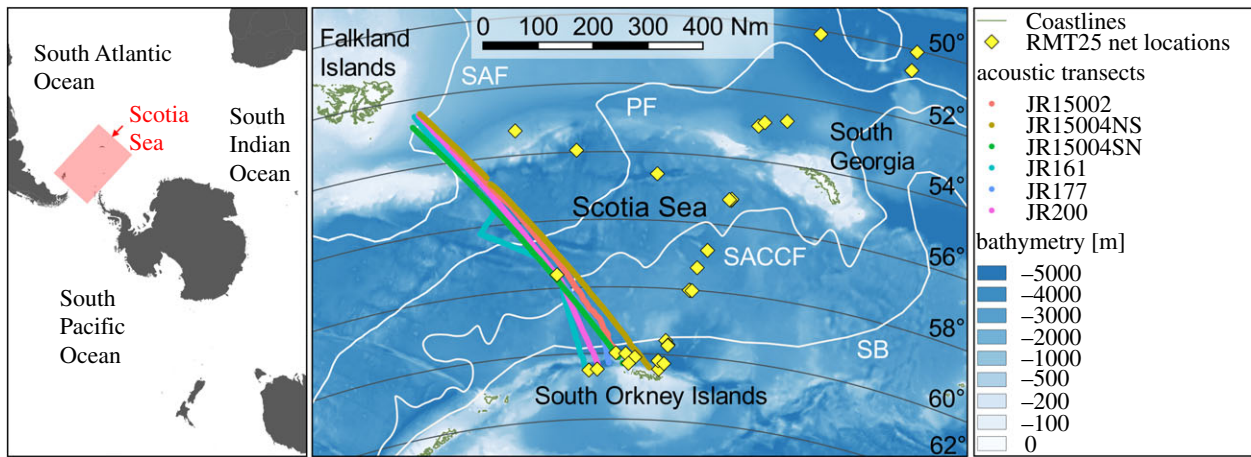 South Atlantic
Ocean
Scotia
Sea
South
Indian
Ocean
South
Pacific
Ocean
0 100 200 300 400 Nm
Falkland
Islands
SAF
PF
South
Georgia
Scotia Sea
SACCF
SB
South Orkney Islands
50°
52°
54°
56°
58°
60°
62°
Coastlines
RMT25 net locations
acoustic transects
JR15002
JR15004NS
JR15004SN
JR161
JR177
JR200
bathymetry [m]
–5000
–4000
–3000
–2000
–1000
–500
–200
–100
0